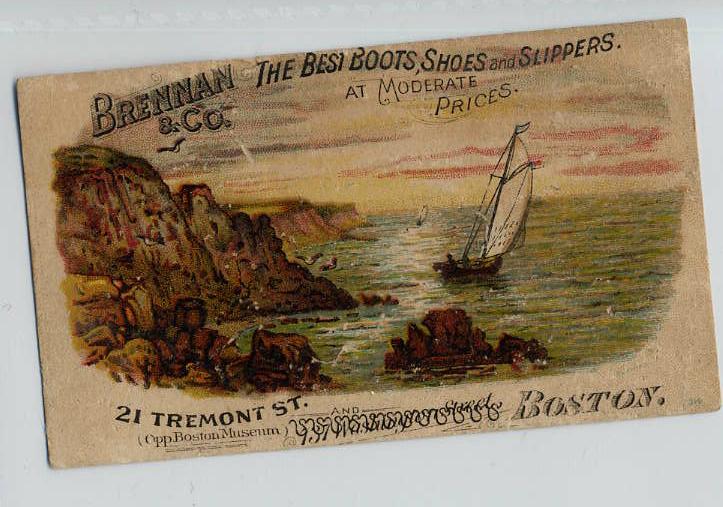 BRENNAN & CO.
THE BEST BOOTS, SHOES and SLIPPERS.
AT MODERATE PRICES.
21 TREMONT ST. AND Street BOSTON.
(Opp. Boston Museum)